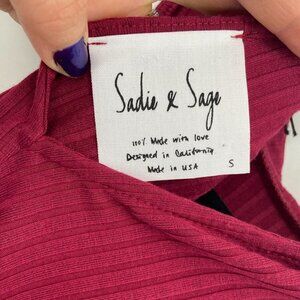 Sadie & Sage
100% Made with love
Designed in California
Made in USA
S